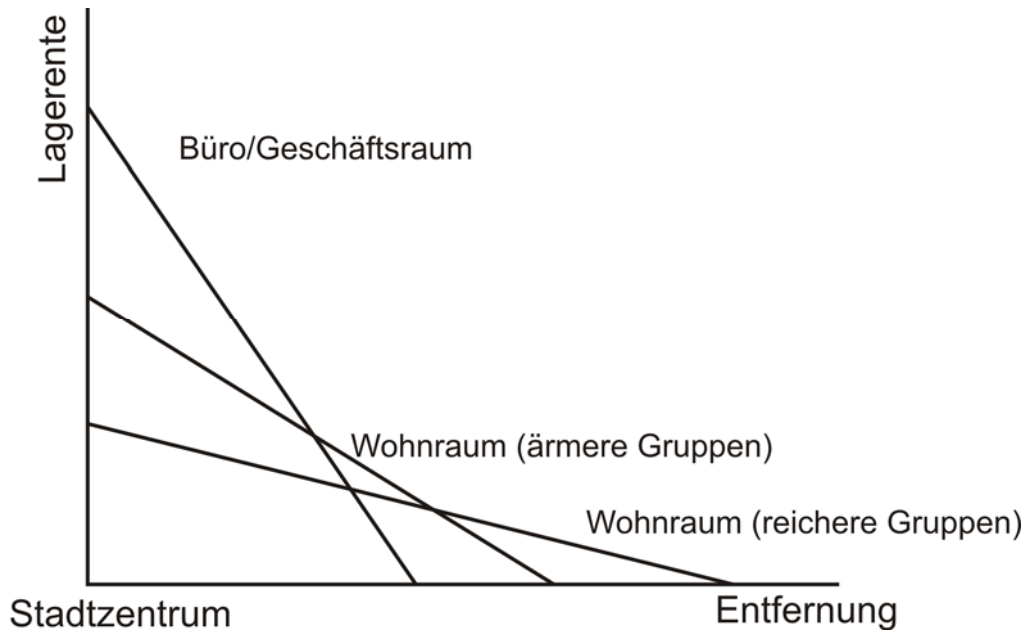 Lagerente
Büro/Geschäftsraum
Wohnraum (ärmere Gruppen)
Wohnraum (reichere Gruppen)
Stadtzentrum
Entfernung